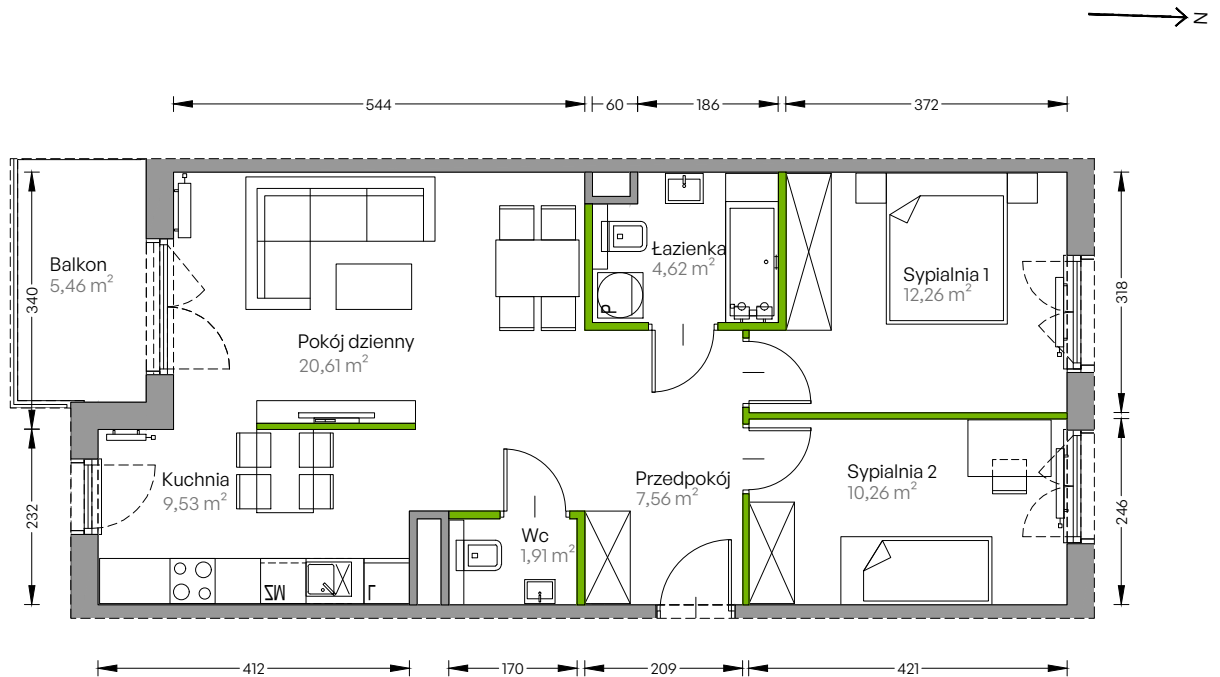 N
544
60
186
372
Balkon
5,46 m²
340
Łazienka
4,62 m²
P
Sypialnia 1
12,26 m²
318
Pokój dzienny
20,61 m²
Kuchnia
9,53 m²
232
Przedpokój
7,56 m²
Sypialnia 2
10,26 m²
246
Wc
1,91 m²
ZM
L
412
170
209
421